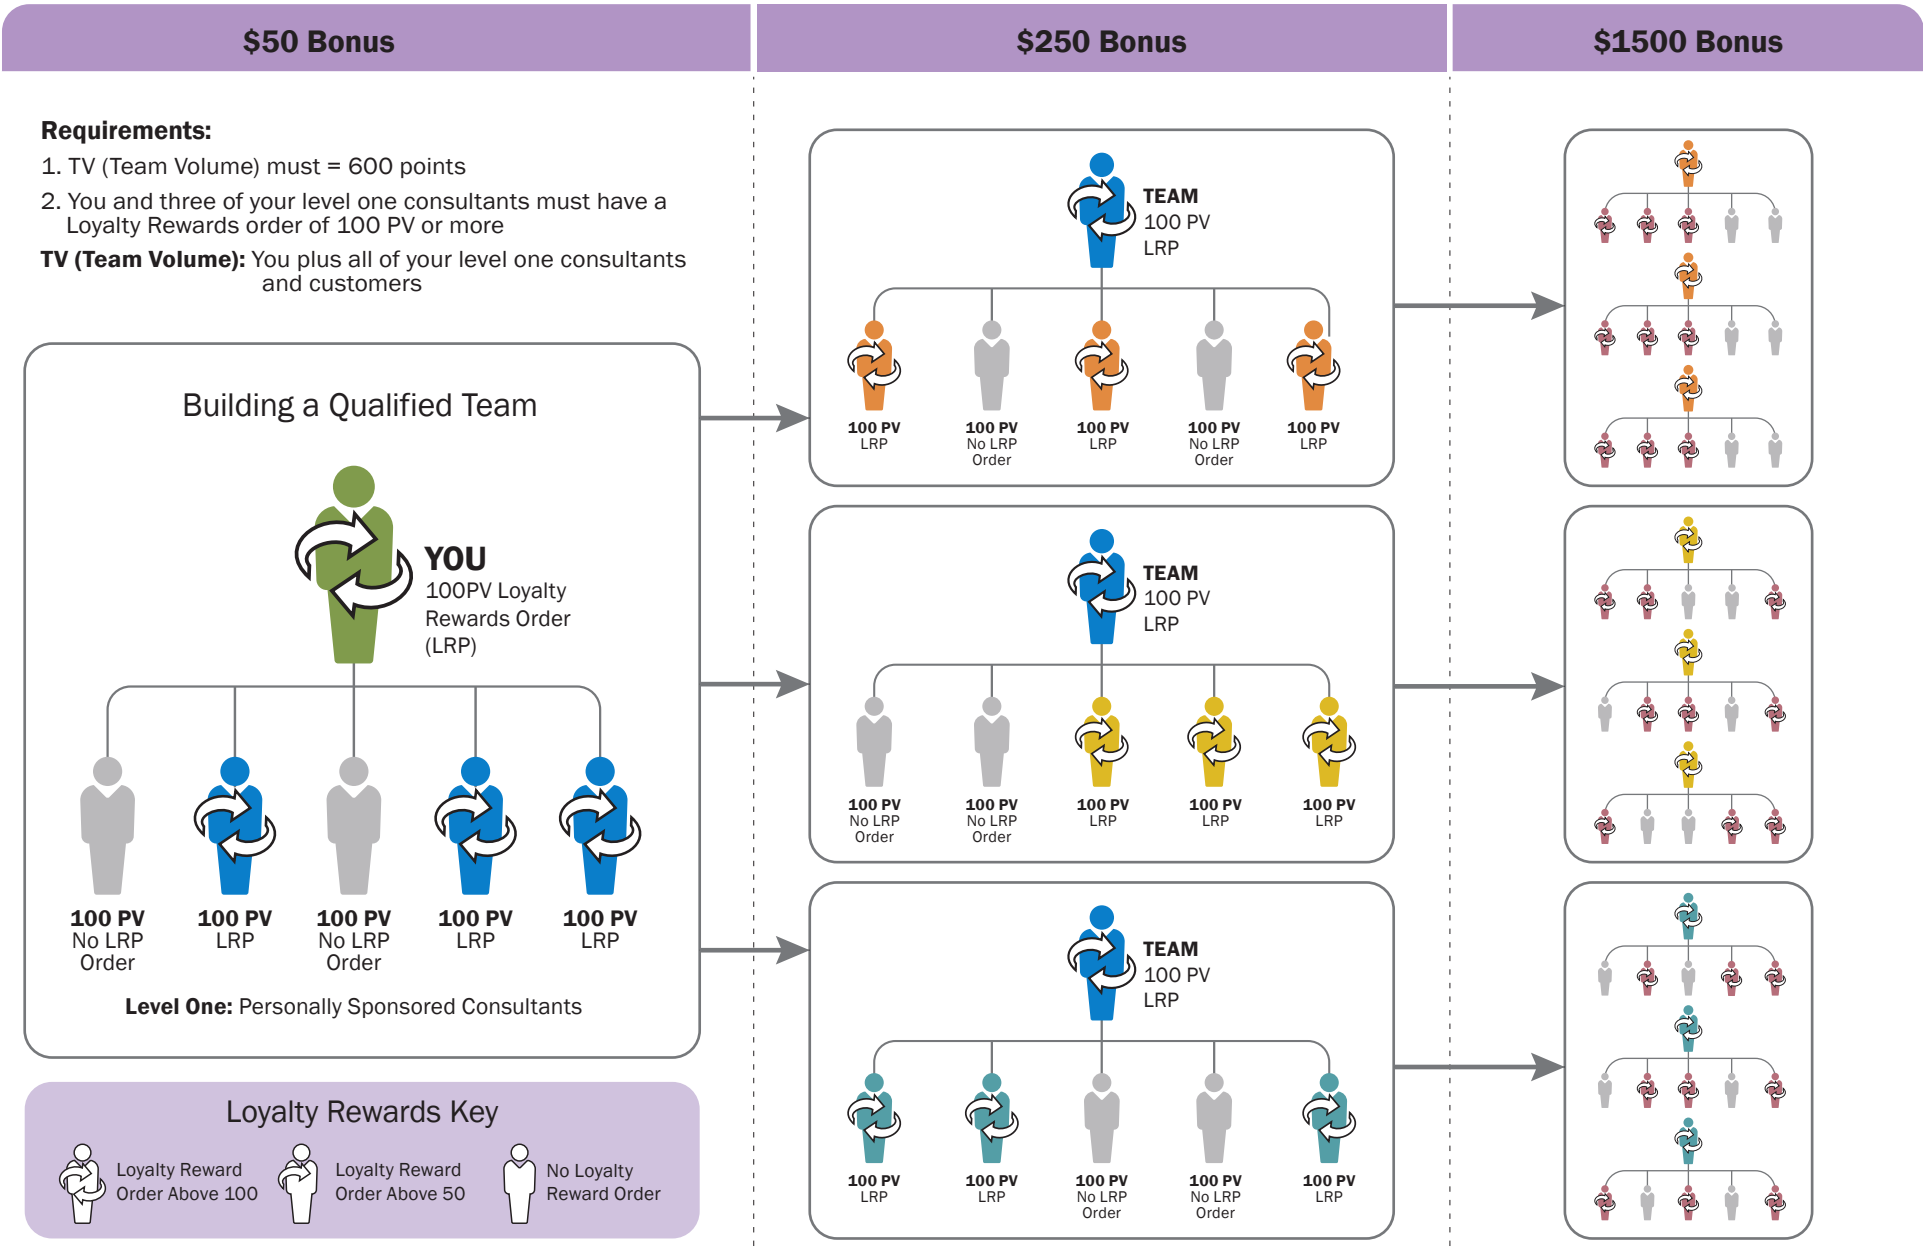 $50 Bonus
$250 Bonus
$1500 Bonus
Requirements:
1. TV (Team Volume) must = 600 points
2. You and three of your level one consultants must have a
Loyalty Rewards order of 100 PV or more
TV (Team Volume): You plus all of your level one consultants
and customers
Building a Qualified Team
YOU
100PV Loyalty
Rewards Order
(LRP)
100 PV
No LRP
Order
100 PV
LRP
100 PV
No LRP
Order
100 PV
LRP
100 PV
LRP
Level One: Personally Sponsored Consultants
Loyalty Rewards Key
Loyalty Reward
Order Above 100
Loyalty Reward
Order Above 50
No Loyalty
Reward Order
TEAM
100 PV
LRP
100 PV
LRP
100 PV
No LRP
Order
100 PV
LRP
100 PV
No LRP
Order
100 PV
LRP
TEAM
100 PV
LRP
100 PV
No LRP
Order
100 PV
No LRP
Order
100 PV
LRP
100 PV
LRP
100 PV
LRP
TEAM
100 PV
LRP
100 PV
LRP
100 PV
LRP
100 PV
No LRP
Order
100 PV
No LRP
Order
100 PV
LRP